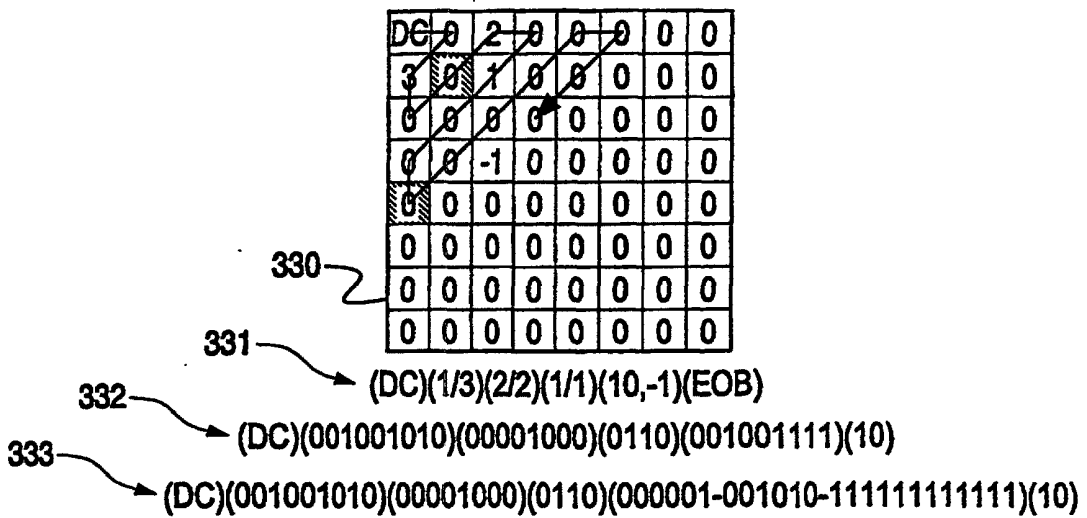 DC 0 2 0 0 0 0 0
3 0 1 0 0 0 0 0
0 0 0 0 0 0 0 0
0 0 -1 0 0 0 0 0
0 0 0 0 0 0 0 0
0 0 0 0 0 0 0 0
330 0 0 0 0 0 0 0 0
0 0 0 0 0 0 0 0
331 (DC)(1/3)(2/2)(1/1)(10,-1)(EOB)
332 (DC)(001001010)(00001000)(0110)(001001111)(10)
333 (DC)(001001010)(00001000)(0110)(000001-001010-111111111111)(10)